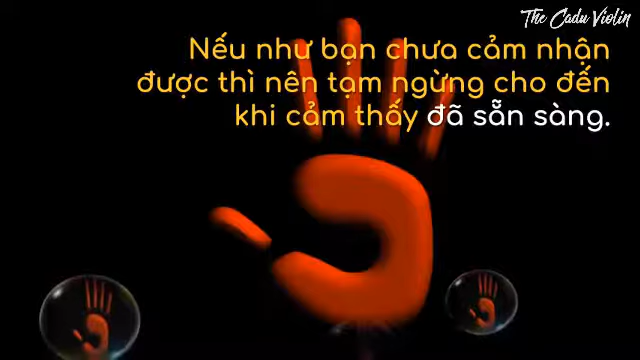 The Cadu Violin
Nếu như bạn chưa cảm nhận
được thì nên tạm ngừng cho đến
khi cảm thấy đã sẵn sàng.